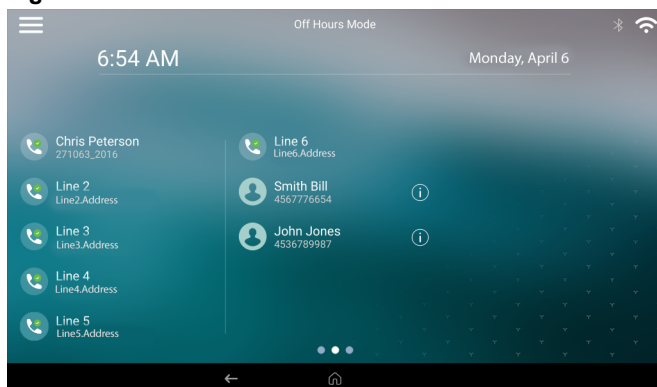 Off Hours Mode
6:54 AM
Monday, April 6
Chris Peterson
271063_2016
Line 2
Line2.Address
Line 3
Line3.Address
Line 4
Line4.Address
Line 5
Line5.Address
Line 6
Line6.Address
Smith Bill
4567776654
John Jones
4536789987